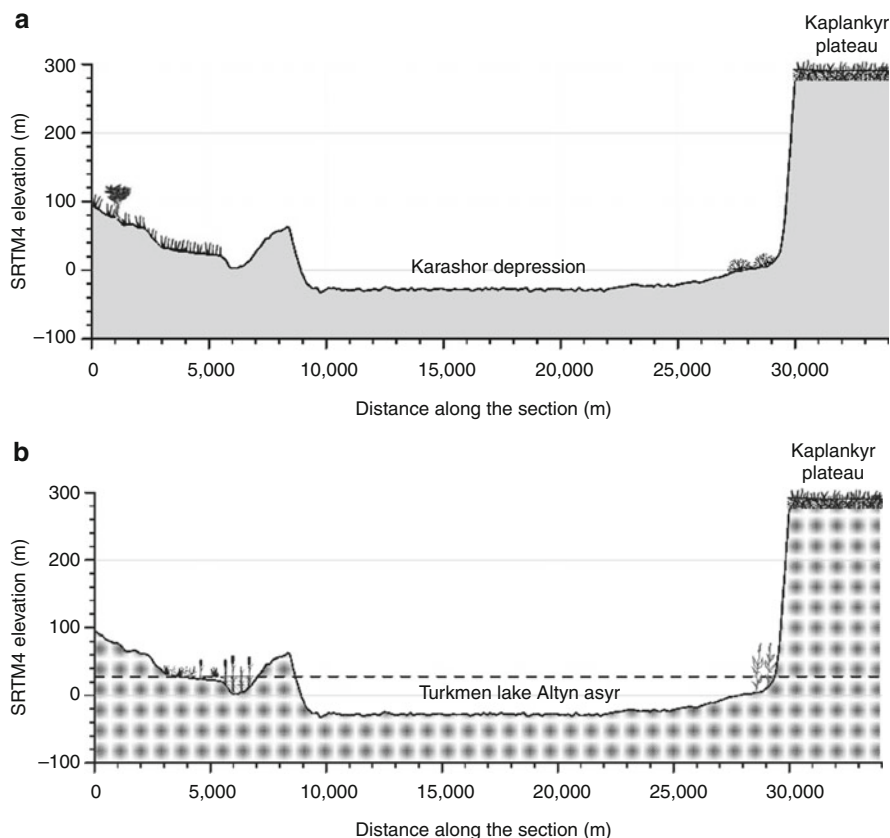 a
Kaplankyr
plateau
300
200
100
0
–100
SRTM4 elevation (m)
Karashor depression
0 5,000 10,000 15,000 20,000 25,000 30,000
Distance along the section (m)
b
Kaplankyr
plateau
300
200
100
0
–100
SRTM4 elevation (m)
Turkmen lake Altyn asyr
0 5,000 10,000 15,000 20,000 25,000 30,000
Distance along the section (m)